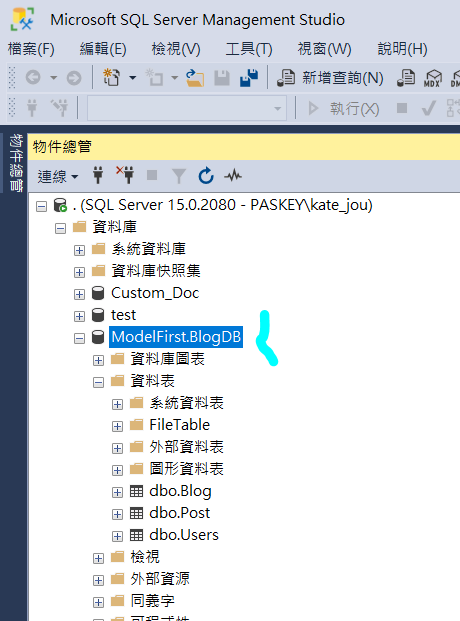 Microsoft SQL Server Management Studio
檔案(F) 編輯(E) 檢視(V) 工具(T) 視窗(W) 說明(H)
新增查詢(N) MDX
執行(X)
物件總管
物件總管
連線
. (SQL Server 15.0.2080 - PASKEY\kate_jou)
資料庫
系統資料庫
資料庫快照集
Custom_Doc
test
ModelFirst.BlogDB
資料庫圖表
資料表
系統資料表
FileTable
外部資料表
圖形資料表
dbo.Blog
dbo.Post
dbo.Users
檢視
外部資源
同義字